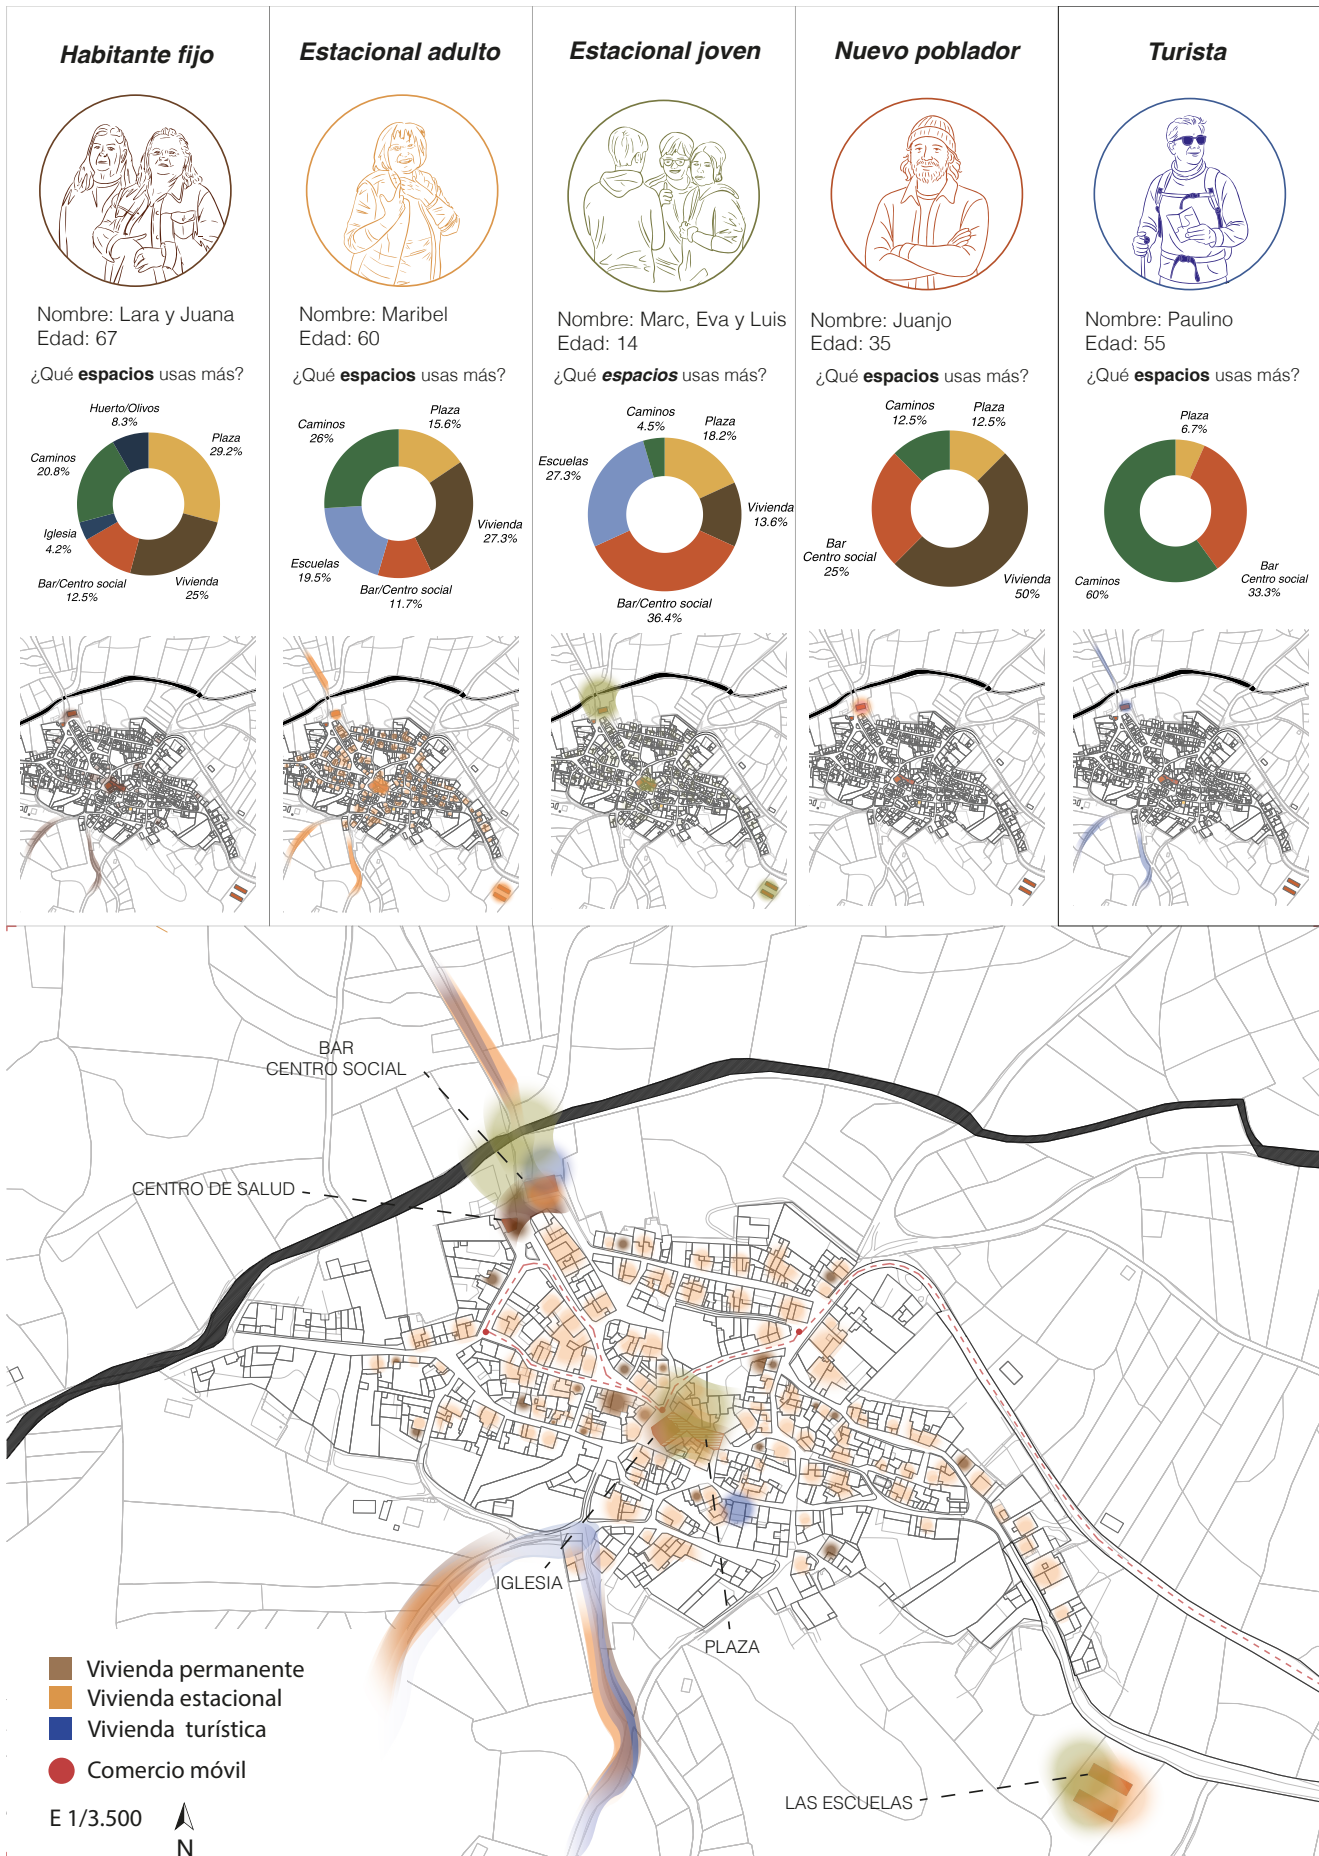 Habitante fijo
Nombre: Lara y Juana
Edad: 67
¿Qué espacios usas más?
Huerto/Olivos
8.3%
Plaza
29.2%
Caminos
20.8%
Iglesia
4.2%
Bar/Centro social
12.5%
Vivienda
25%
Estacional adulto
Nombre: Maribel
Edad: 60
¿Qué espacios usas más?
Plaza
15.6%
Caminos
26%
Vivienda
27.3%
Escuelas
19.5%
Bar/Centro social
11.7%
Estacional joven
Nombre: Marc, Eva y Luis
Edad: 14
¿Qué espacios usas más?
Caminos
4.5%
Plaza
18.2%
Escuelas
27.3%
Vivienda
13.6%
Bar/Centro social
36.4%
Nuevo poblador
Nombre: Juanjo
Edad: 35
¿Qué espacios usas más?
Caminos
12.5%
Plaza
12.5%
Bar
Centro social
25%
Vivienda
50%
Turista
Nombre: Paulino
Edad: 55
¿Qué espacios usas más?
Plaza
6.7%
Bar
Centro social
33.3%
Caminos
60%
BAR
CENTRO SOCIAL
CENTRO DE SALUD
IGLESIA
PLAZA
LAS ESCUELAS
Vivienda permanente
Vivienda estacional
Vivienda turística
Comercio móvil
E 1/3.500
N